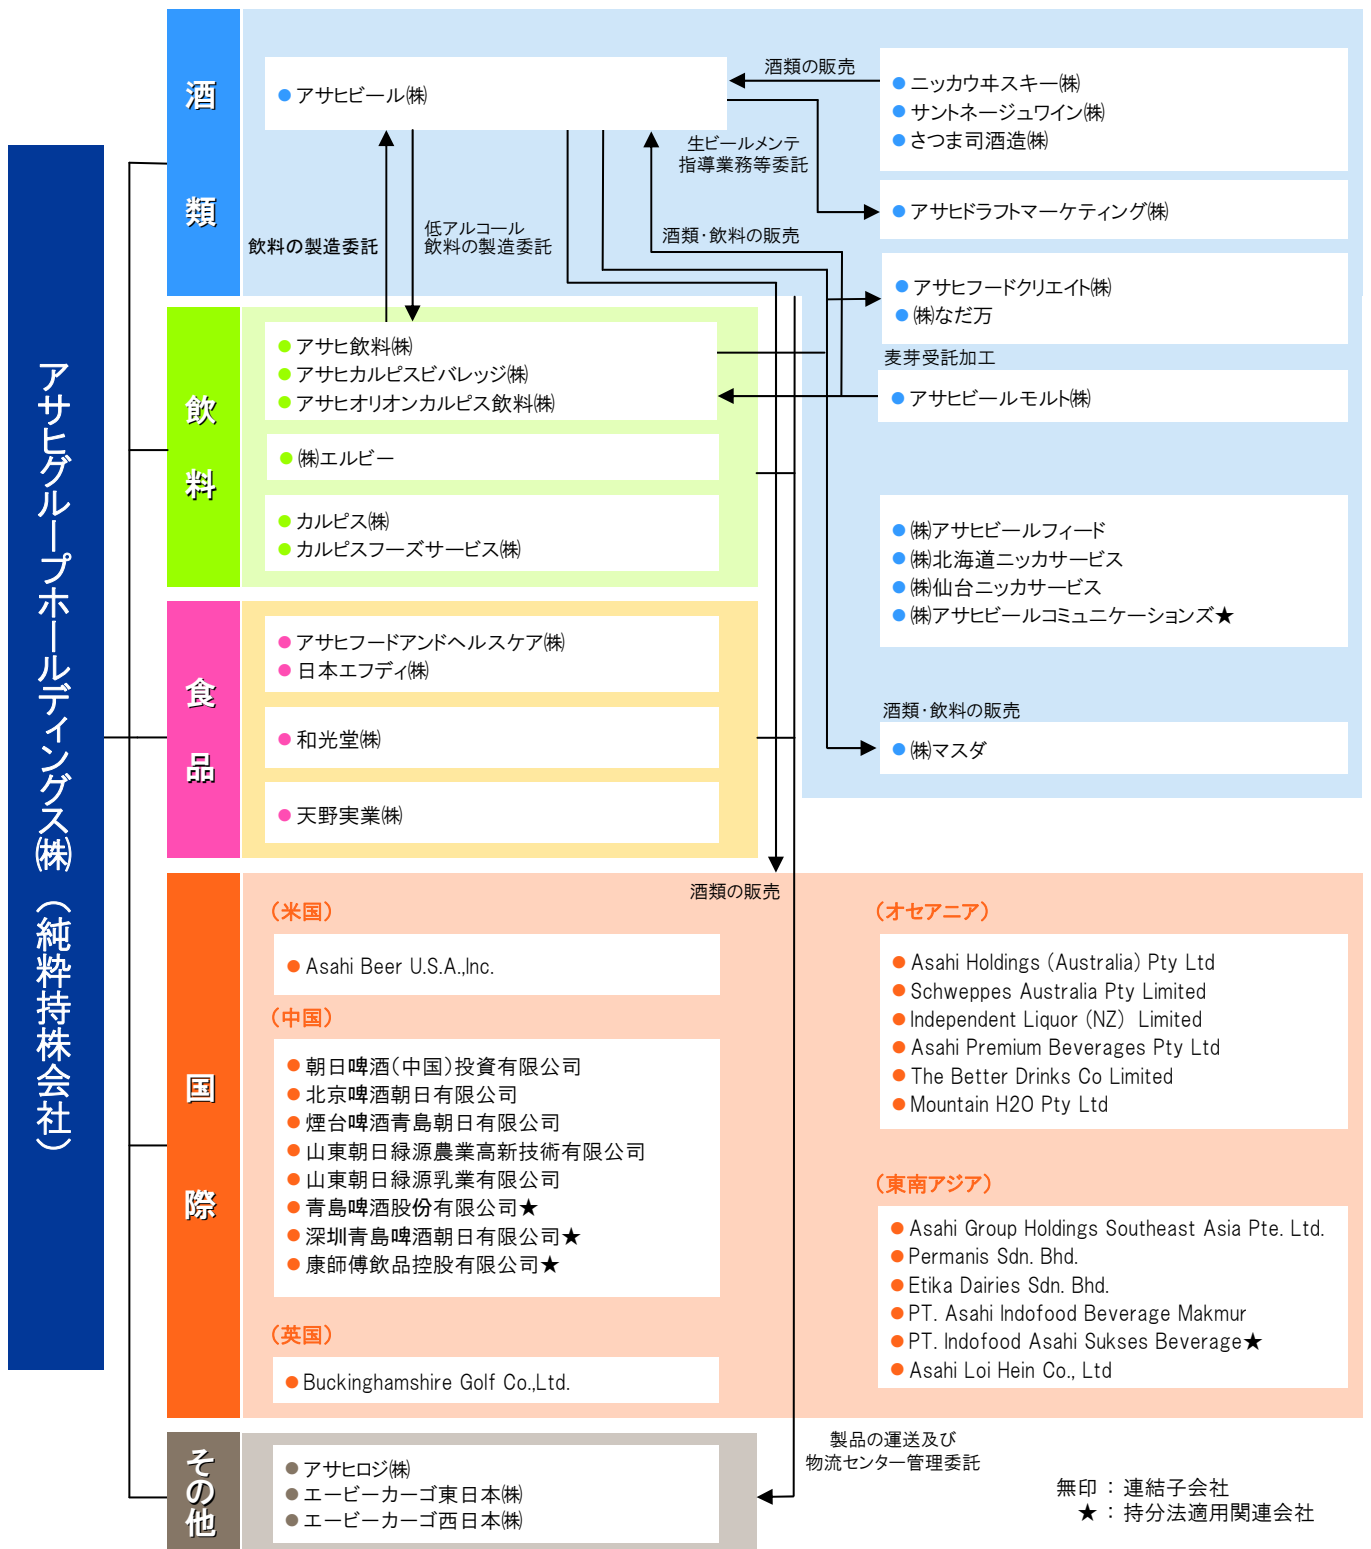 アサヒグループホールディングス㈱（純粋持株会社）
酒類
アサヒビール㈱
酒類の販売
ニッカウヰスキー㈱
サントネージュワイン㈱
さつま司酒造㈱
生ビールメンテ
指導業務等委託
アサヒドラフトマーケティング㈱
飲料の製造委託
低アルコール
飲料の製造委託
酒類・飲料の販売
アサヒフードクリエイト㈱
㈱なだ万
麦芽受託加工
アサヒビールモルト㈱
㈱アサヒビールフィード
㈱北海道ニッカサービス
㈱仙台ニッカサービス
㈱アサヒビールコミュニケーションズ★
酒類・飲料の販売
㈱マスダ
飲料
アサヒ飲料㈱
アサヒカルピスビバレッジ㈱
アサヒオリオンカルピス飲料㈱
㈱エルビー
カルピス㈱
カルピスフーズサービス㈱
食品
アサヒフードアンドヘルスケア㈱
日本エフディ㈱
和光堂㈱
天野実業㈱
国際
酒類の販売
（米国）
Asahi Beer U.S.A.,Inc.
（中国）
朝日啤酒（中国）投資有限公司
北京啤酒朝日有限公司
煙台啤酒青島朝日有限公司
山東朝日緑源農業高新技術有限公司
山東朝日緑源乳業有限公司
青島啤酒股份有限公司★
深圳青島啤酒朝日有限公司★
康師傅飲品控股有限公司★
（英国）
Buckinghamshire Golf Co.,Ltd.
（オセアニア）
Asahi Holdings (Australia) Pty Ltd
Schweppes Australia Pty Limited
Independent Liquor (NZ) Limited
Asahi Premium Beverages Pty Ltd
The Better Drinks Co Limited
Mountain H2O Pty Ltd
（東南アジア）
Asahi Group Holdings Southeast Asia Pte. Ltd.
Permanis Sdn. Bhd.
Etika Dairies Sdn. Bhd.
PT. Asahi Indofood Beverage Makmur
PT. Indofood Asahi Sukses Beverage★
Asahi Loi Hein Co., Ltd
その他
アサヒロジ㈱
エービーカーゴ東日本㈱
エービーカーゴ西日本㈱
製品の運送及び
物流センター管理委託
無印 ： 連結子会社
★ ： 持分法適用関連会社